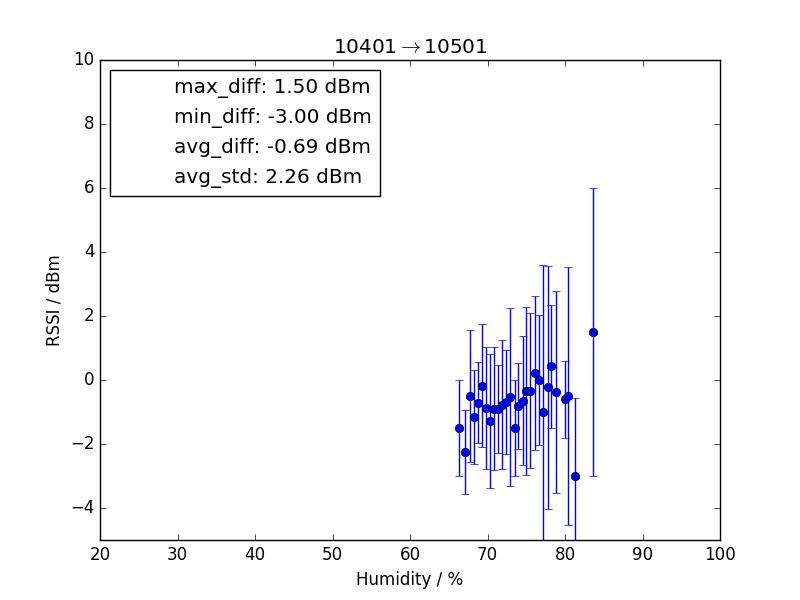 10401→10501
max_diff: 1.50 dBm
min_diff: -3.00 dBm
avg_diff: -0.69 dBm
avg_std: 2.26 dBm
10
8
6
4
2
0
−2
−4
RSSI / dBm
20 30 40 50 60 70 80 90 100
Humidity / %